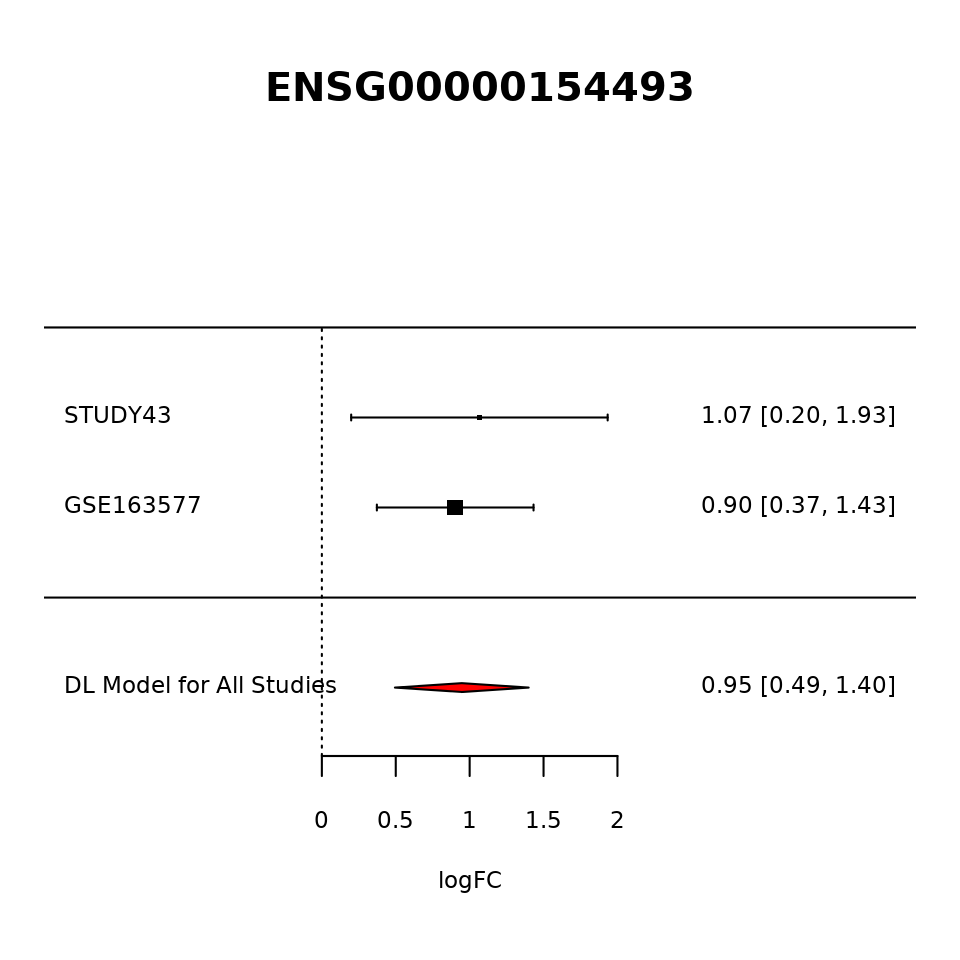 ENSG00000154493
STUDY43 1.07 [0.20, 1.93]
GSE163577 0.90 [0.37, 1.43]
DL Model for All Studies 0.95 [0.49, 1.40]
0 0.5 1 1.5 2
logFC